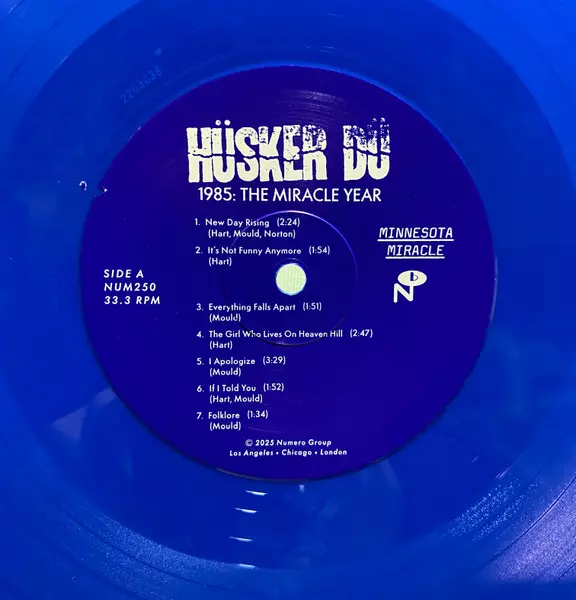 HÜSKER DÜ
1985: THE MIRACLE YEAR
1. New Day Rising (2:24)
(Hart, Mould, Norton)
2. It's Not Funny Anymore (1:54)
(Hart)
MINNESOTA
MIRACLE
SIDE A
NUM250
33.3 RPM
N
3. Everything Falls Apart (1:51)
(Mould)
4. The Girl Who Lives On Heaven Hill (2:47)
(Hart)
5. I Apologize (3:29)
(Mould)
6. If I Told You (1:52)
(Hart, Mould)
7. Folklore (1:34)
(Mould)
© 2025 Numero Group
Los Angeles • Chicago • London